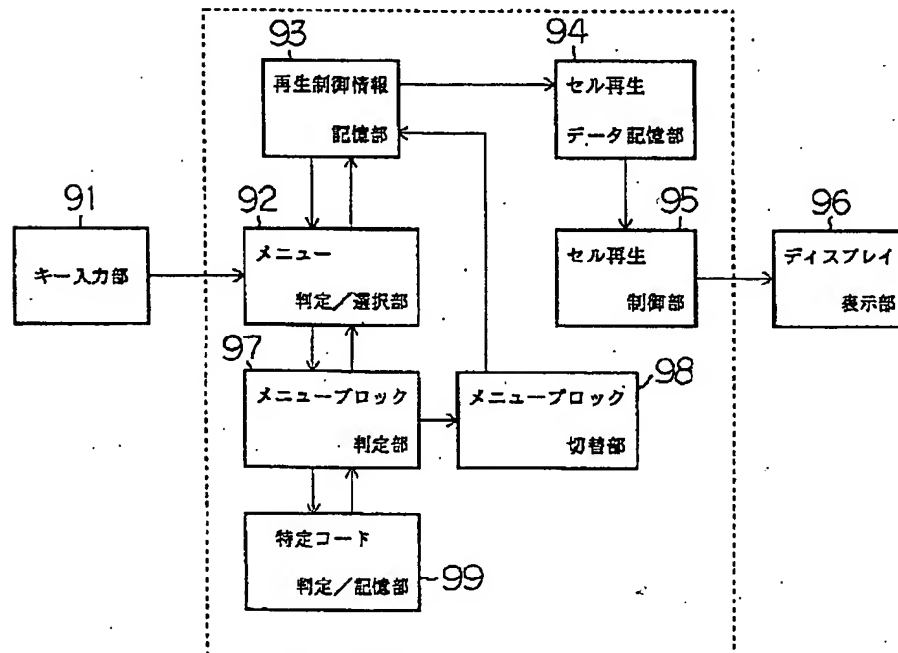 93
再生制御情報
記憶部
94
セル再生
データ記憶部
91
キー入力部
92
メニュー
判定/選択部
95
セル再生
制御部
96
ディスプレイ
表示部
97
メニューブロック
判定部
98
メニューブロック
切替部
特定コード
判定/記憶部
99